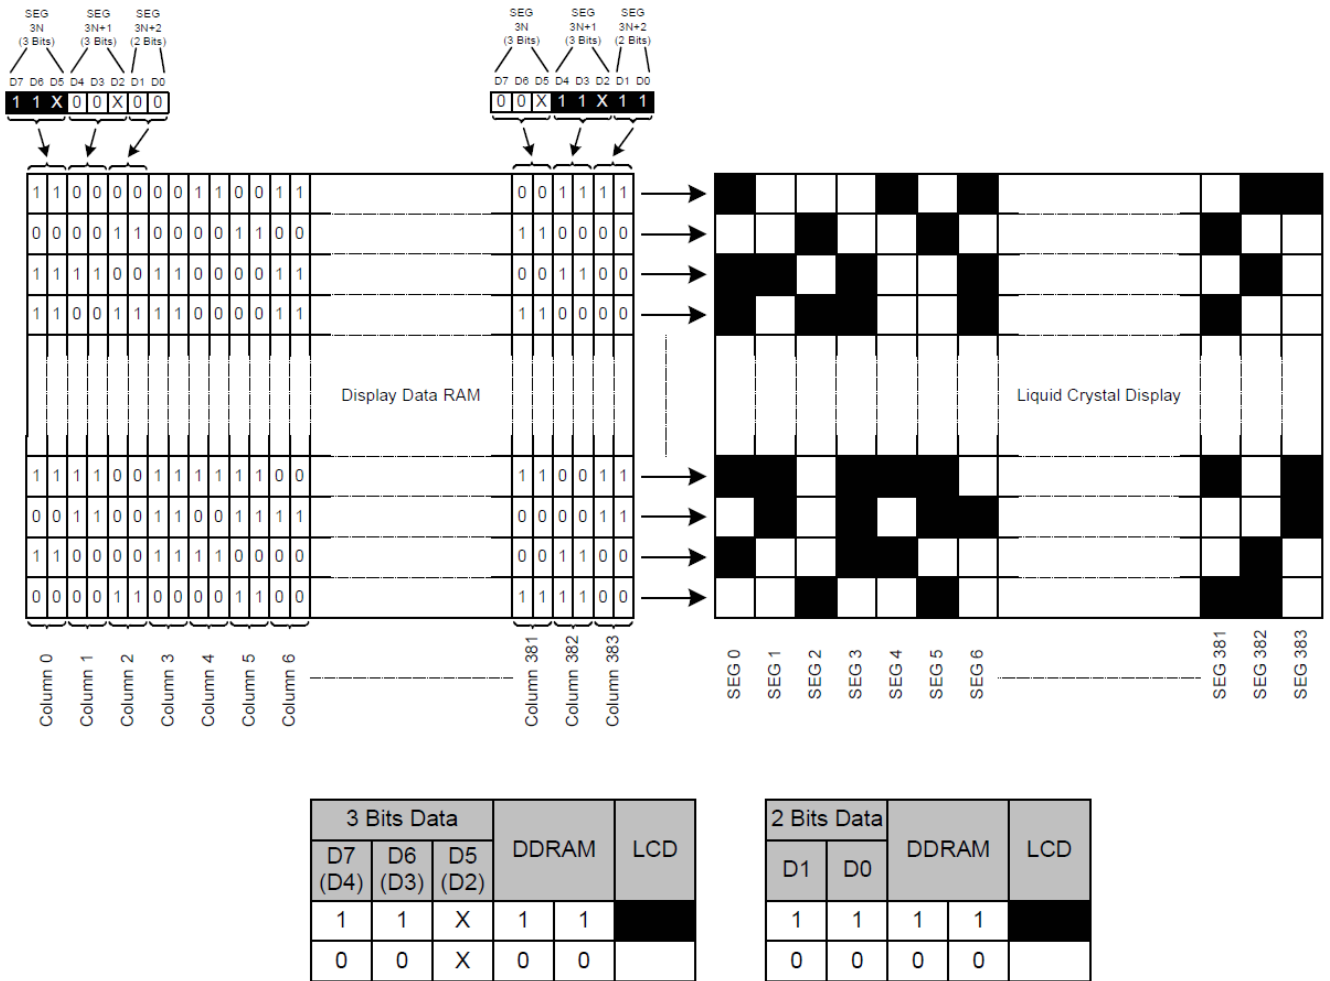 SEG SEG SEG SEG SEG SEG
3N 3N+1 3N+2 3N 3N+1 3N+2
(3 Bits) (3 Bits) (2 Bits) (3 Bits) (3 Bits) (2 Bits)
D7 D6 D5 D4 D3 D2 D1 D0 D7 D6 D5 D4 D3 D2 D1 D0
1 1 X 0 0 X 0 0 0 0 X 1 1 X 1 1
1 1 0 0 0 0 0 0 1 1 0 0 1 1 0 0 1 1 1 1
0 0 0 0 1 1 0 0 0 0 1 1 0 0 1 1 0 0 0 0
1 1 1 1 0 0 1 1 0 0 0 0 1 1 0 0 1 1 0 0
1 1 0 0 1 1 1 1 0 0 0 0 1 1 1 1 0 0 0 0
Display Data RAM Liquid Crystal Display
1 1 1 1 0 0 1 1 1 1 1 1 0 0 1 1 0 0 1 1
0 0 1 1 0 0 1 1 0 0 1 1 1 1 0 0 0 0 1 1
1 1 0 0 0 0 1 1 1 1 0 0 0 0 0 0 1 1 0 0
0 0 0 0 1 1 0 0 0 0 1 1 0 0 1 1 1 1 0 0
Column 0
Column 1
Column 2
Column 3
Column 4
Column 5
Column 6
Column 381
Column 382
Column 383
SEG 0
SEG 1
SEG 2
SEG 3
SEG 4
SEG 5
SEG 6
SEG 381
SEG 382
SEG 383
3 Bits Data DDRAM LCD
D7 D6 D5
(D4) (D3) (D2)
1 1 X 1 1
0 0 X 0 0
2 Bits Data DDRAM LCD
D1 D0
1 1 1 1
0 0 0 0